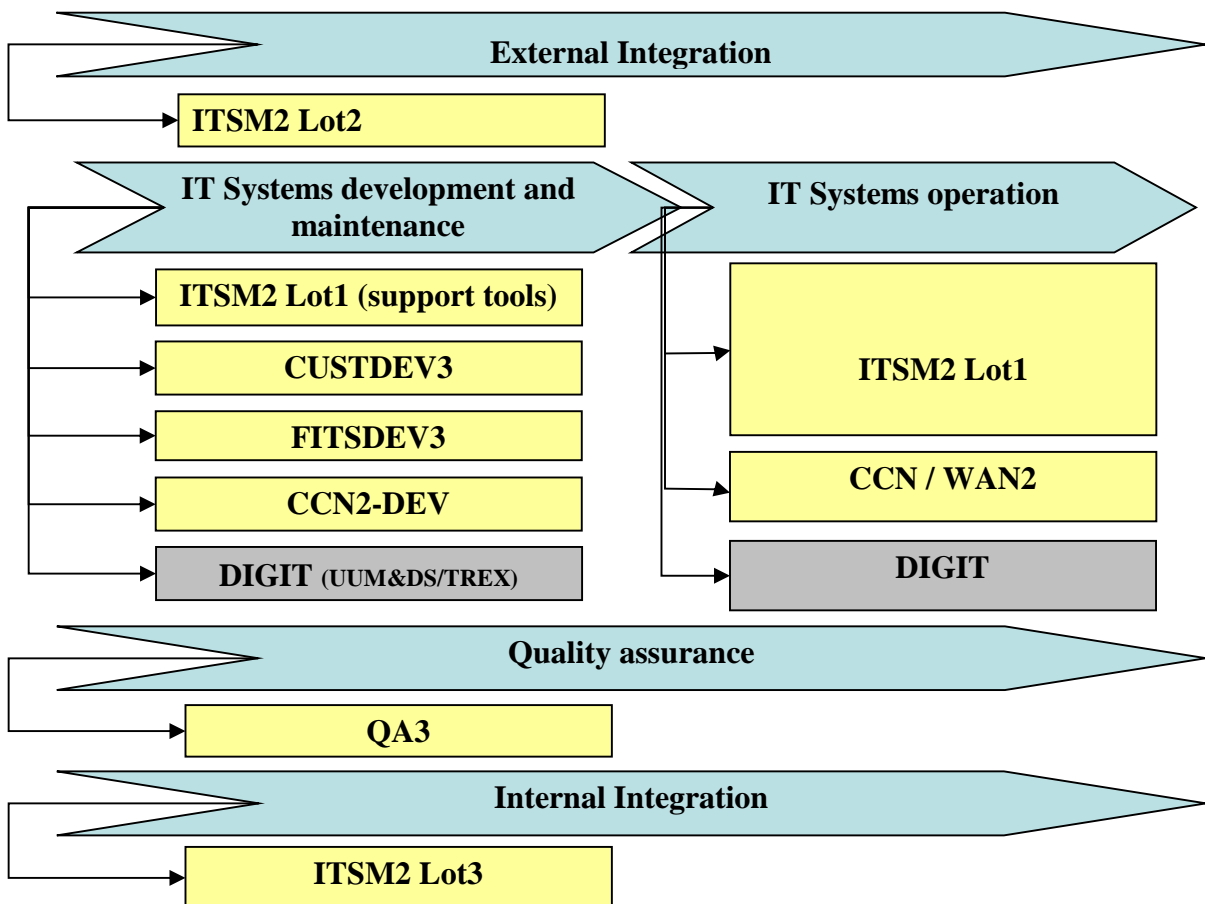 External Integration
ITSM2 Lot2
IT Systems development and
maintenance
IT Systems operation
ITSM2 Lot1 (support tools)
CUSTDEV3
FITSDEV3
CCN2-DEV
DIGIT (UUM&DS/TREX)
ITSM2 Lot1
CCN / WAN2
DIGIT
Quality assurance
QA3
Internal Integration
ITSM2 Lot3